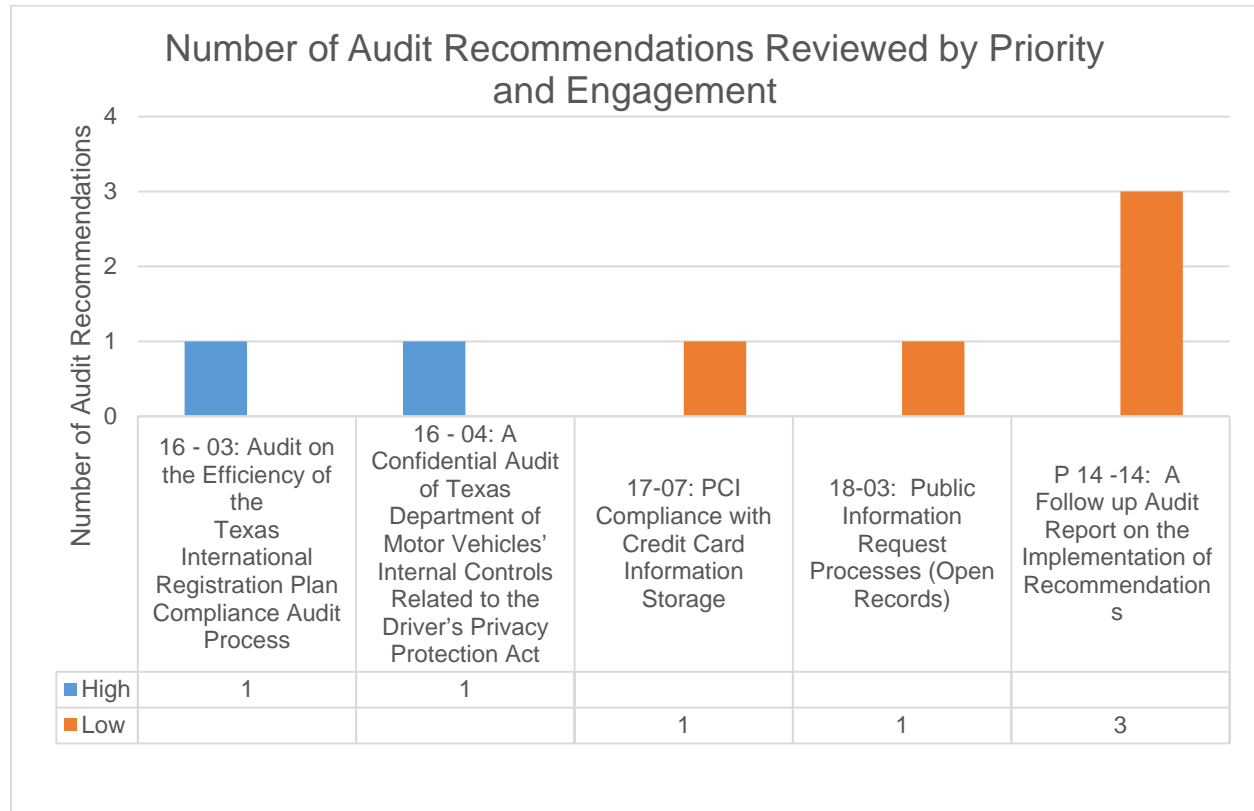 Number of Audit Recommendations Reviewed by Priority
and Engagement
Number of Audit Recommendations
4
3
2
1
0
16 - 03: Audit on
the Efficiency of
the
Texas
International
Registration Plan
Compliance Audit
Process
16 - 04: A
Confidential Audit
of Texas
Department of
Motor Vehicles’
Internal Controls
Related to the
Driver’s Privacy
Protection Act
17-07: PCI
Compliance with
Credit Card
Information
Storage
18-03: Public
Information
Request
Processes (Open
Records)
P 14 -14: A
Follow up Audit
Report on the
Implementation of
Recommendation
s
High 1 1
Low 1 1 3